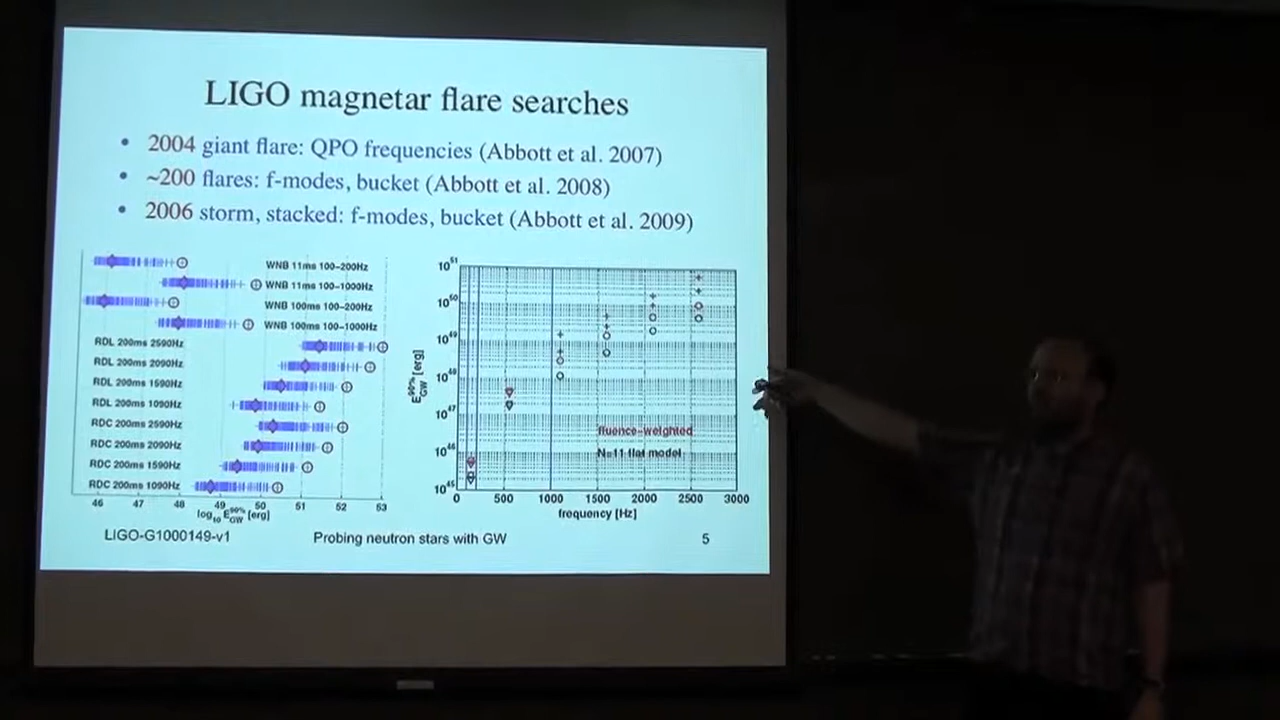 LIGO magnetar flare searches
• 2004 giant flare: QPO frequencies (Abbott et al. 2007)
• ~200 flares: f-modes, bucket (Abbott et al. 2008)
• 2006 storm, stacked: f-modes, bucket (Abbott et al. 2009)
WNB 11ms 100-200Hz
WNB 11ms 100-1000Hz
WNB 100ms 100-200Hz
WNB 100ms 100-1000Hz
RDL 200ms 2590Hz
RDL 200ms 2090Hz
RDL 200ms 1590Hz
RDL 200ms 1090Hz
RDC 200ms 2590Hz
RDC 200ms 2090Hz
RDC 200ms 1590Hz
RDC 200ms 1090Hz
46 47 48 49 50 51 52 53
log10 E90%GW [erg]
10^51
10^50
10^49
10^48
10^47
10^46
10^45
E90%GW [erg]
fluence-weighted
N=11 flat model
0 500 1000 1500 2000 2500 3000
frequency [Hz]
LIGO-G1000149-v1 Probing neutron stars with GW 5